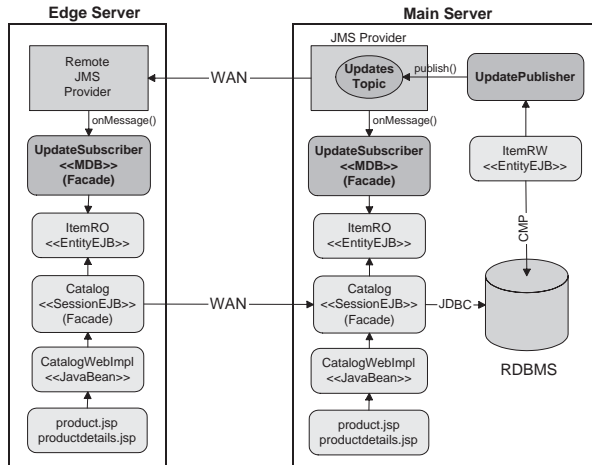 Edge Server
Remote
JMS
Provider
onMessage()
UpdateSubscriber
<<MDB>>
(Facade)
ItemRO
<<EntityEJB>>
Catalog
<<SessionEJB>>
(Facade)
CatalogWebImpl
<<JavaBean>>
product.jsp
productdetails.jsp
WAN
WAN
Main Server
JMS Provider
Updates
Topic
publish()
UpdatePublisher
onMessage()
UpdateSubscriber
<<MDB>>
(Facade)
ItemRW
<<EntityEJB>>
ItemRO
<<EntityEJB>>
CMP
Catalog
<<SessionEJB>>
(Facade)
JDBC
RDBMS
CatalogWebImpl
<<JavaBean>>
product.jsp
productdetails.jsp